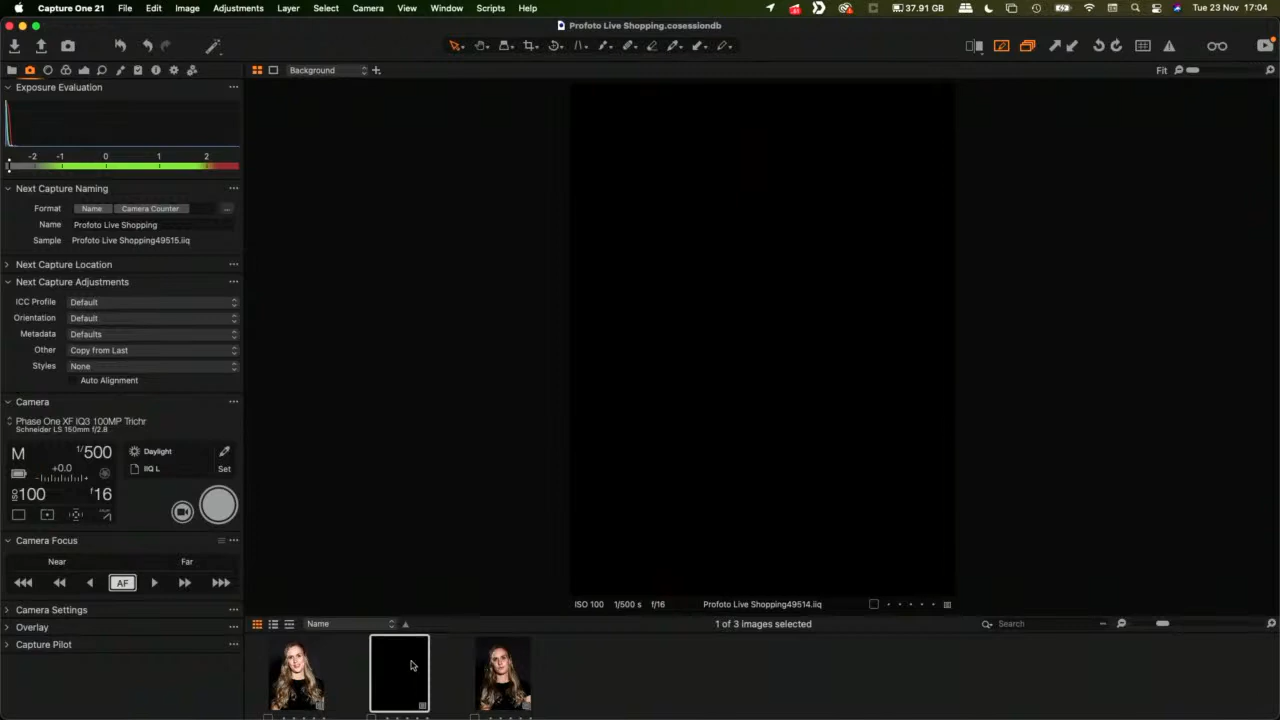 Capture One 21 File Edit Image Adjustments Layer Select Camera View Window Scripts Help 37.91 GB Tue 23 Nov 17:04
Profoto Live Shopping.cosessiondb
Background Fit
Exposure Evaluation
-2 -1 0 1 2
Next Capture Naming
Format Name Camera Counter ...
Name Profoto Live Shopping
Sample Profoto Live Shopping49515.iiq
Next Capture Location
Next Capture Adjustments
ICC Profile Default
Orientation Default
Metadata Defaults
Other Copy from Last
Styles None
Auto Alignment
Camera
Phase One XF IQ3 100MP Trichr
Schneider LS 150mm f/2.8
M 1/500 Daylight
+0.0 IIQ L Set
ISO 100 f16
Camera Focus
Near Far
AF
Camera Settings
Overlay
Capture Pilot
ISO 100 1/500 s f/16 Profoto Live Shopping49514.iiq
Name 1 of 3 images selected Search